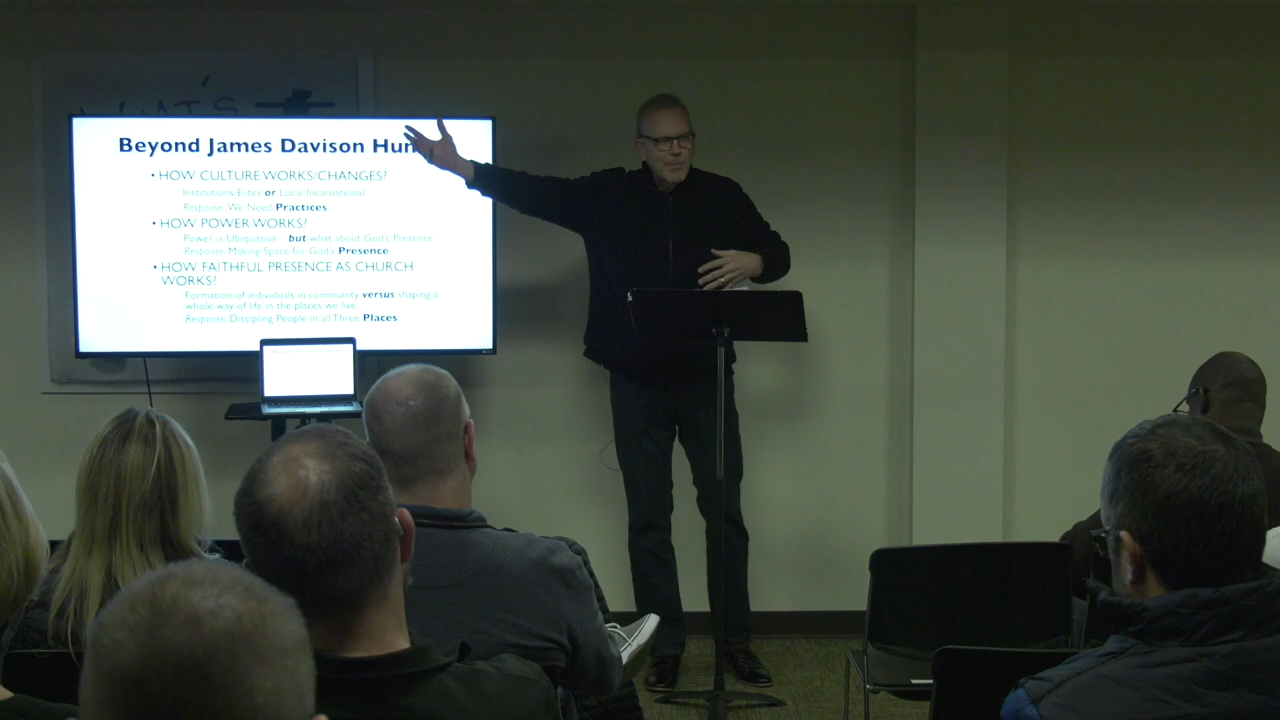 WHAT'S
Beyond James Davison Hun
• HOW CULTURE WORKS/CHANGES?
Institutions/Elites or Local Incarnational
Response: We Need Practices
• HOW POWER WORKS?
Power is Ubiquitous but what about God's Presence
Response: Making Space for God's Presence
• HOW FAITHFUL PRESENCE AS CHURCH
WORKS?
Formation of individuals in community versus shaping a
whole way of life in the places we live
Response: Discipling People in all Three Places